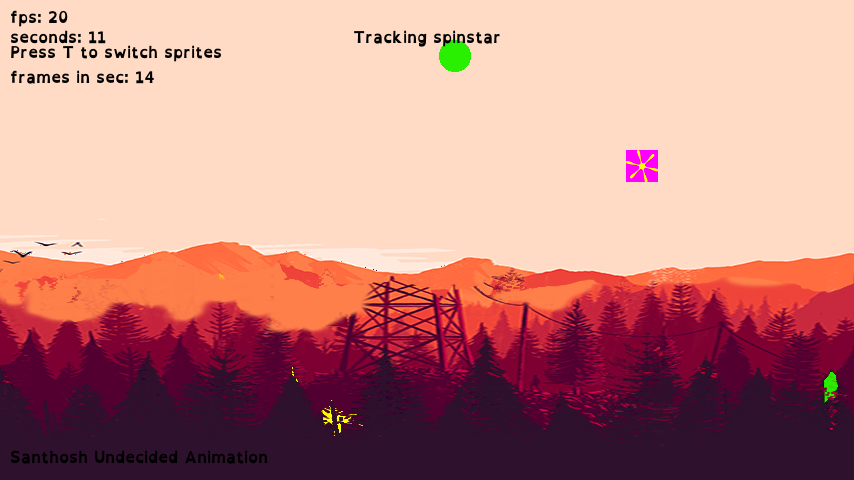 fps: 20
seconds: 11
Press T to switch sprites
frames in sec: 14
Tracking spinstar
Santhosh Undecided Animation